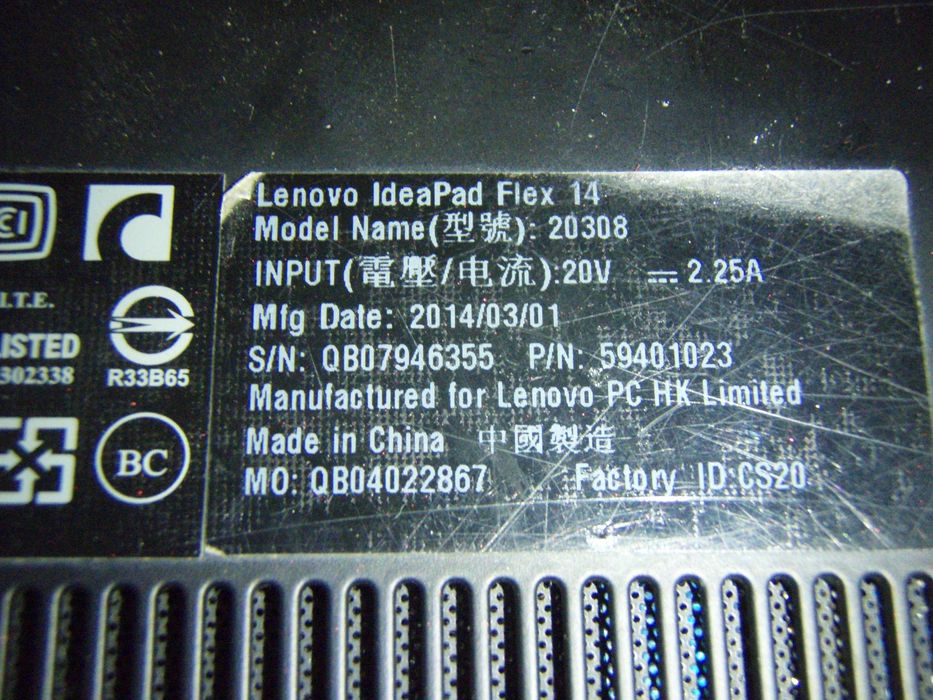 Lenovo IdeaPad Flex 14
Model Name(型號): 20308
INPUT(電壓/电流):20V ⎓ 2.25A
Mfg Date: 2014/03/01
S/N: QB07946355 P/N: 59401023
Manufactured for Lenovo PC HK Limited
Made in China 中國製造
MO: QB04022867 Factory ID:CS20
CI
I.T.E.
LISTED
302338
R33B65
BC